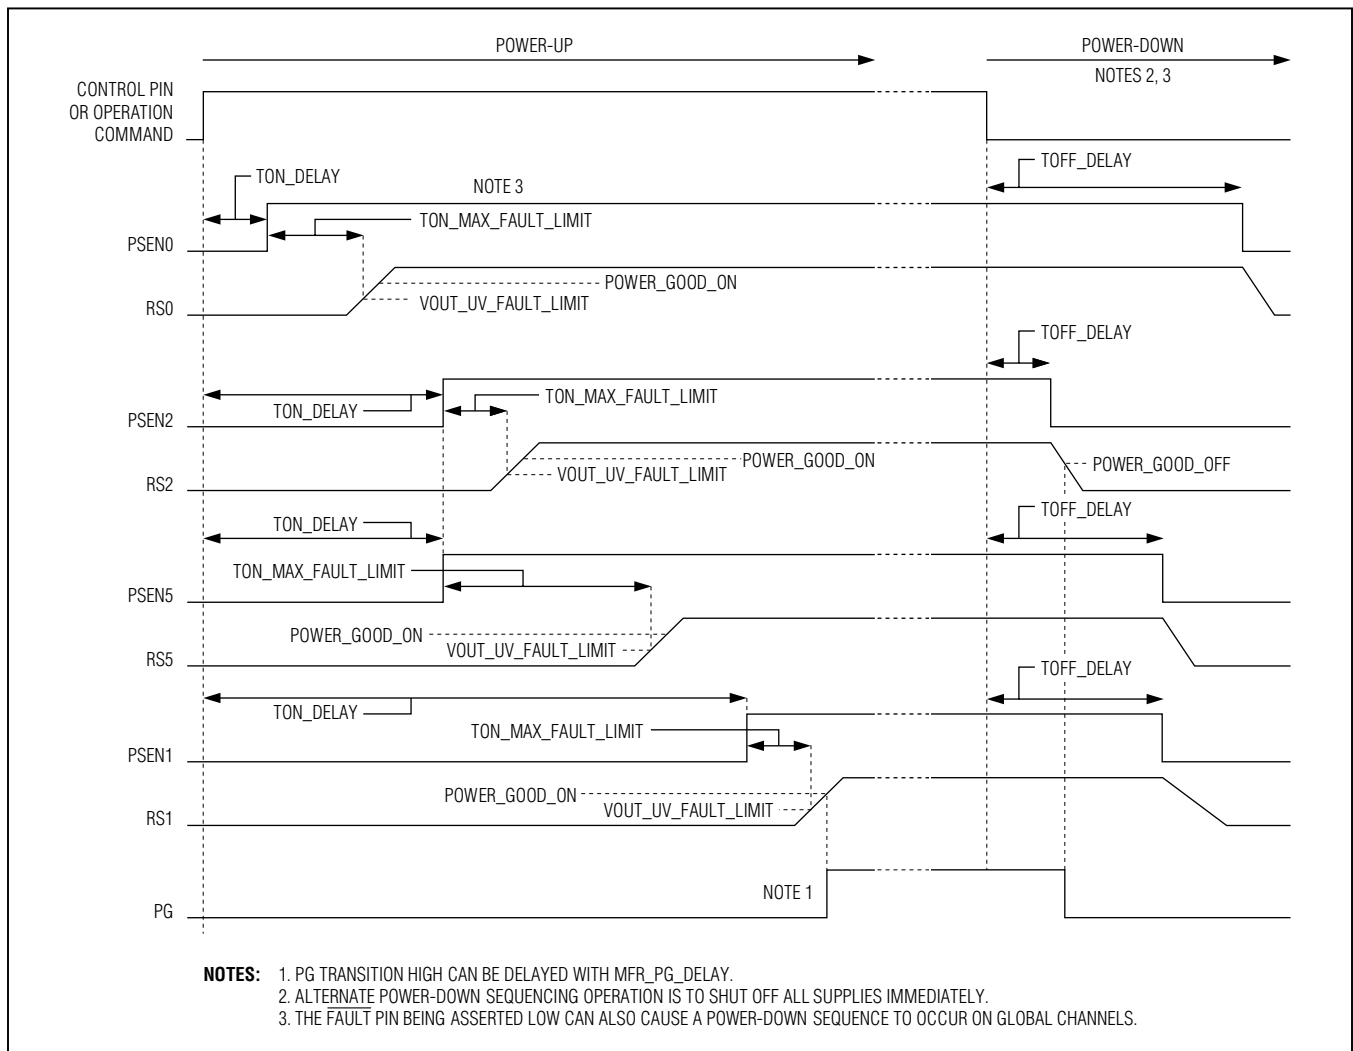 POWER-UP
POWER-DOWN
NOTES 2, 3
CONTROL PIN
OR OPERATION
COMMAND
TON_DELAY
NOTE 3
TOFF_DELAY
TON_MAX_FAULT_LIMIT
PSEN0
POWER_GOOD_ON
VOUT_UV_FAULT_LIMIT
RS0
TOFF_DELAY
TON_MAX_FAULT_LIMIT
TON_DELAY
PSEN2
POWER_GOOD_ON
POWER_GOOD_OFF
VOUT_UV_FAULT_LIMIT
RS2
TON_DELAY
TOFF_DELAY
TON_MAX_FAULT_LIMIT
PSEN5
POWER_GOOD_ON
VOUT_UV_FAULT_LIMIT
RS5
TOFF_DELAY
TON_DELAY
TON_MAX_FAULT_LIMIT
PSEN1
POWER_GOOD_ON
VOUT_UV_FAULT_LIMIT
RS1
NOTE 1
PG
NOTES: 1. PG TRANSITION HIGH CAN BE DELAYED WITH MFR_PG_DELAY.
2. ALTERNATE POWER-DOWN SEQUENCING OPERATION IS TO SHUT OFF ALL SUPPLIES IMMEDIATELY.
3. THE FAULT PIN BEING ASSERTED LOW CAN ALSO CAUSE A POWER-DOWN SEQUENCE TO OCCUR ON GLOBAL CHANNELS.